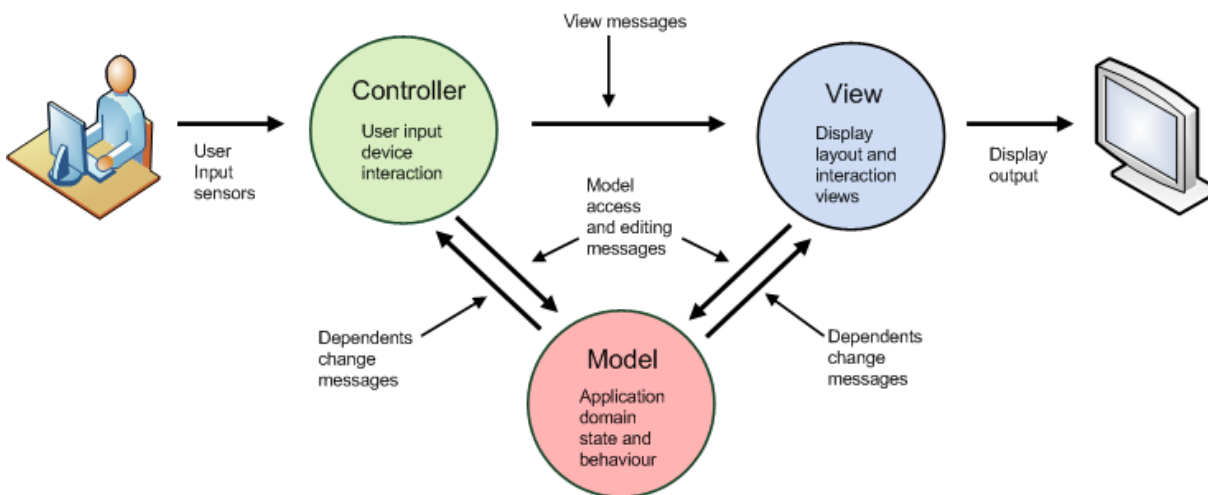 View messages
Controller
User input
device
interaction
View
Display
layout and
interaction
views
User
Input
sensors
Display
output
Model
access
and editing
messages
Dependents
change
messages
Dependents
change
messages
Model
Application
domain
state and
behaviour